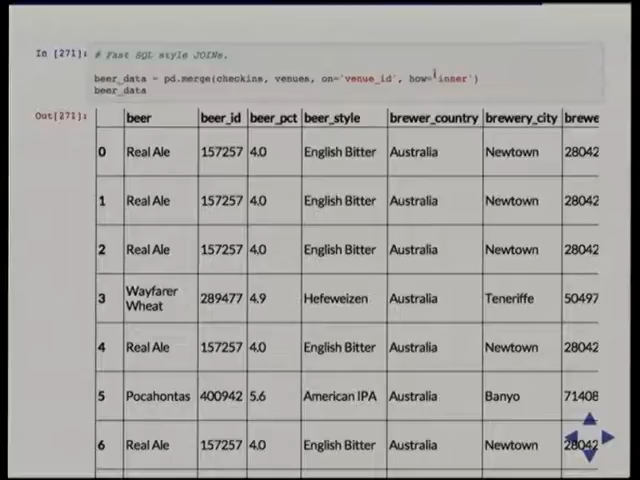 In [271]: # Fast SQL style JOINs.
beer_data = pd.merge(checkins, venues, on='venue_id', how='inner')
beer_data
Out[271]:
beer beer_id beer_pct beer_style brewer_country brewery_city brewe
0 Real Ale 157257 4.0 English Bitter Australia Newtown 28042
1 Real Ale 157257 4.0 English Bitter Australia Newtown 28042
2 Real Ale 157257 4.0 English Bitter Australia Newtown 28042
3 Wayfarer Wheat 289477 4.9 Hefeweizen Australia Teneriffe 50497
4 Real Ale 157257 4.0 English Bitter Australia Newtown 28042
5 Pocahontas 400942 5.6 American IPA Australia Banyo 71408
6 Real Ale 157257 4.0 English Bitter Australia Newtown 28042